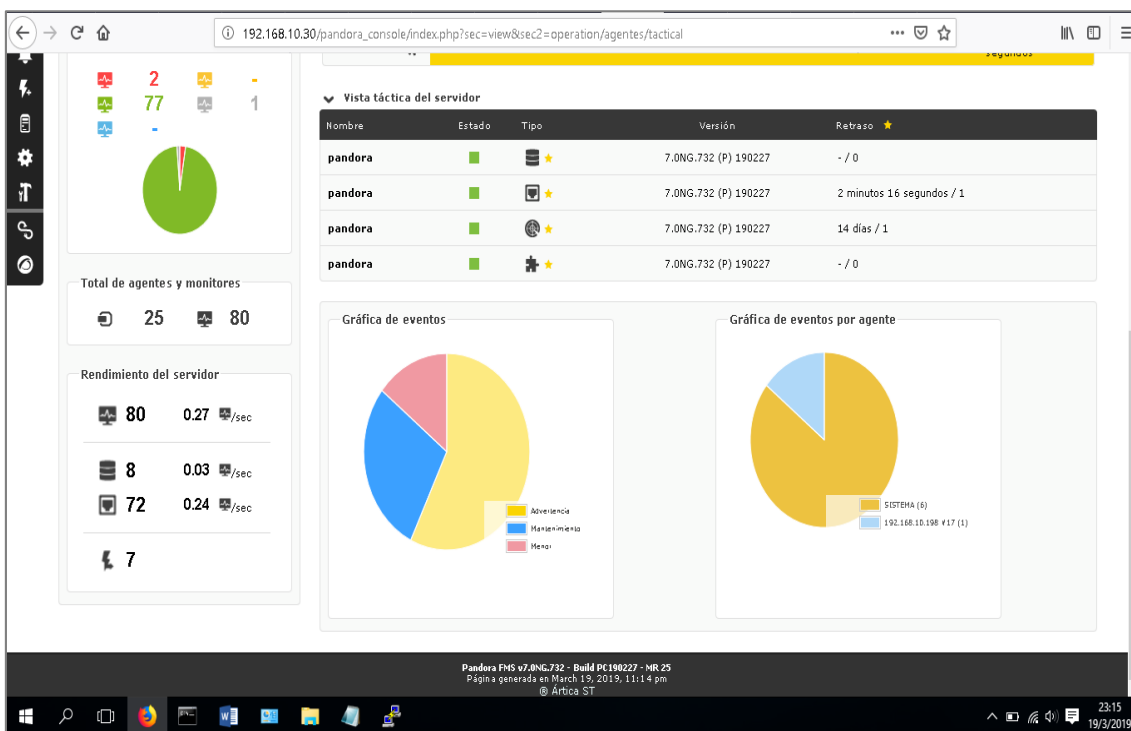 192.168.10.30/pandora_console/index.php?sec=view&sec2=operation/agentes/tactical
segundos
2 -
77 1
-
Vista táctica del servidor
Nombre Estado Tipo Versión Retraso
pandora 7.0NG.732 (P) 190227 - / 0
pandora 7.0NG.732 (P) 190227 2 minutos 16 segundos / 1
pandora 7.0NG.732 (P) 190227 14 días / 1
pandora 7.0NG.732 (P) 190227 - / 0
Total de agentes y monitores
25 80
Rendimiento del servidor
80 0.27 /sec
8 0.03 /sec
72 0.24 /sec
7
Gráfica de eventos
Advertencia
Mantenimiento
Menor
Gráfica de eventos por agente
SISTEMA (6)
192.168.10.198 #17 (1)
Pandora FMS v7.0NG.732 - Build PC190227 - MR 25
Página generada en March 19, 2019, 11:14 pm
® Ártica ST
23:15
19/3/2019